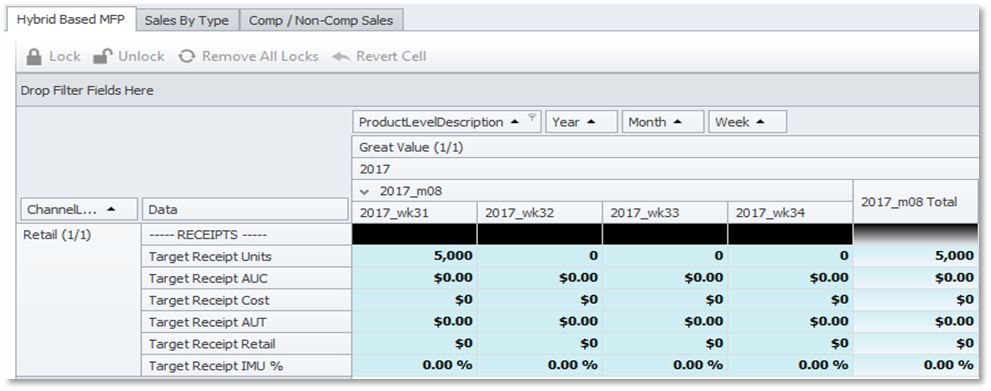 Hybrid Based MFP Sales By Type Comp / Non-Comp Sales
Lock Unlock Remove All Locks Revert Cell
Drop Filter Fields Here
ProductLevelDescription Year Month Week
Great Value (1/1)
2017
2017_m08
ChannelL... Data 2017_wk31 2017_wk32 2017_wk33 2017_wk34 2017_m08 Total
Retail (1/1) ----- RECEIPTS -----
Target Receipt Units 5,000 0 0 0 5,000
Target Receipt AUC $0.00 $0.00 $0.00 $0.00 $0.00
Target Receipt Cost $0 $0 $0 $0 $0
Target Receipt AUT $0.00 $0.00 $0.00 $0.00 $0.00
Target Receipt Retail $0 $0 $0 $0 $0
Target Receipt IMU % 0.00 % 0.00 % 0.00 % 0.00 % 0.00 %